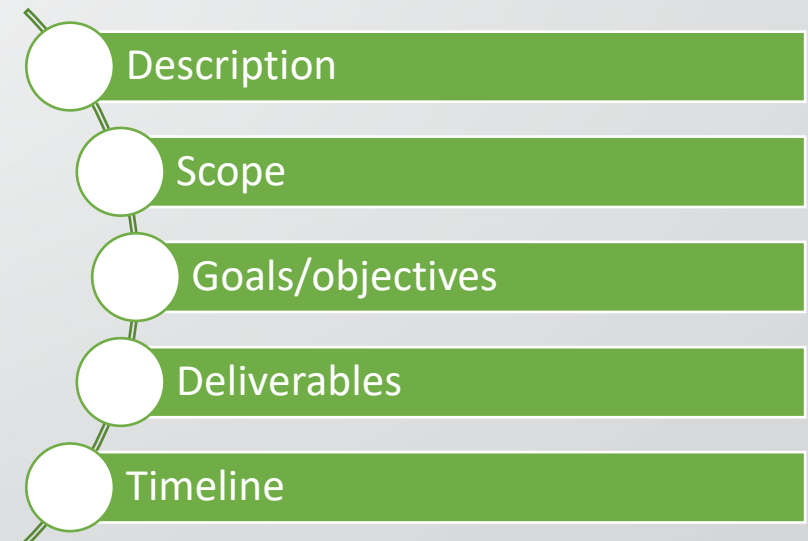 Description
Scope
Goals/objectives
Deliverables
Timeline